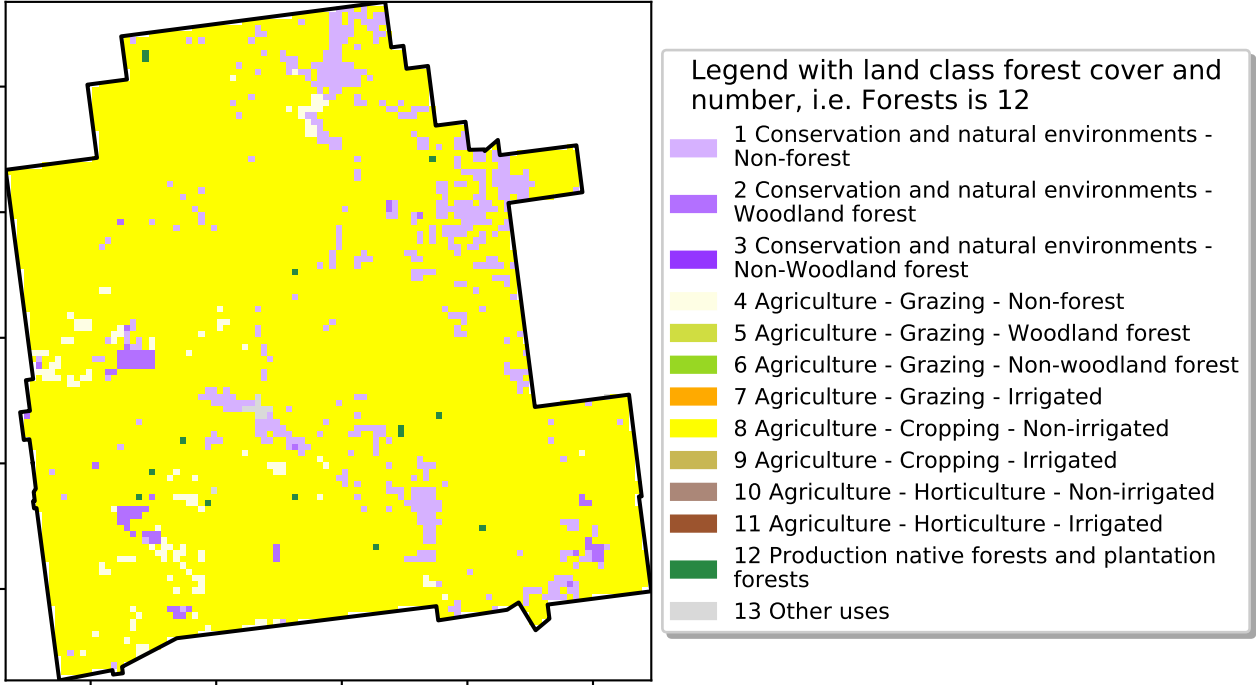 Legend with land class forest cover and
number, i.e. Forests is 12
1 Conservation and natural environments -
Non-forest
2 Conservation and natural environments -
Woodland forest
3 Conservation and natural environments -
Non-Woodland forest
4 Agriculture - Grazing - Non-forest
5 Agriculture - Grazing - Woodland forest
6 Agriculture - Grazing - Non-woodland forest
7 Agriculture - Grazing - Irrigated
8 Agriculture - Cropping - Non-irrigated
9 Agriculture - Cropping - Irrigated
10 Agriculture - Horticulture - Non-irrigated
11 Agriculture - Horticulture - Irrigated
12 Production native forests and plantation
forests
13 Other uses